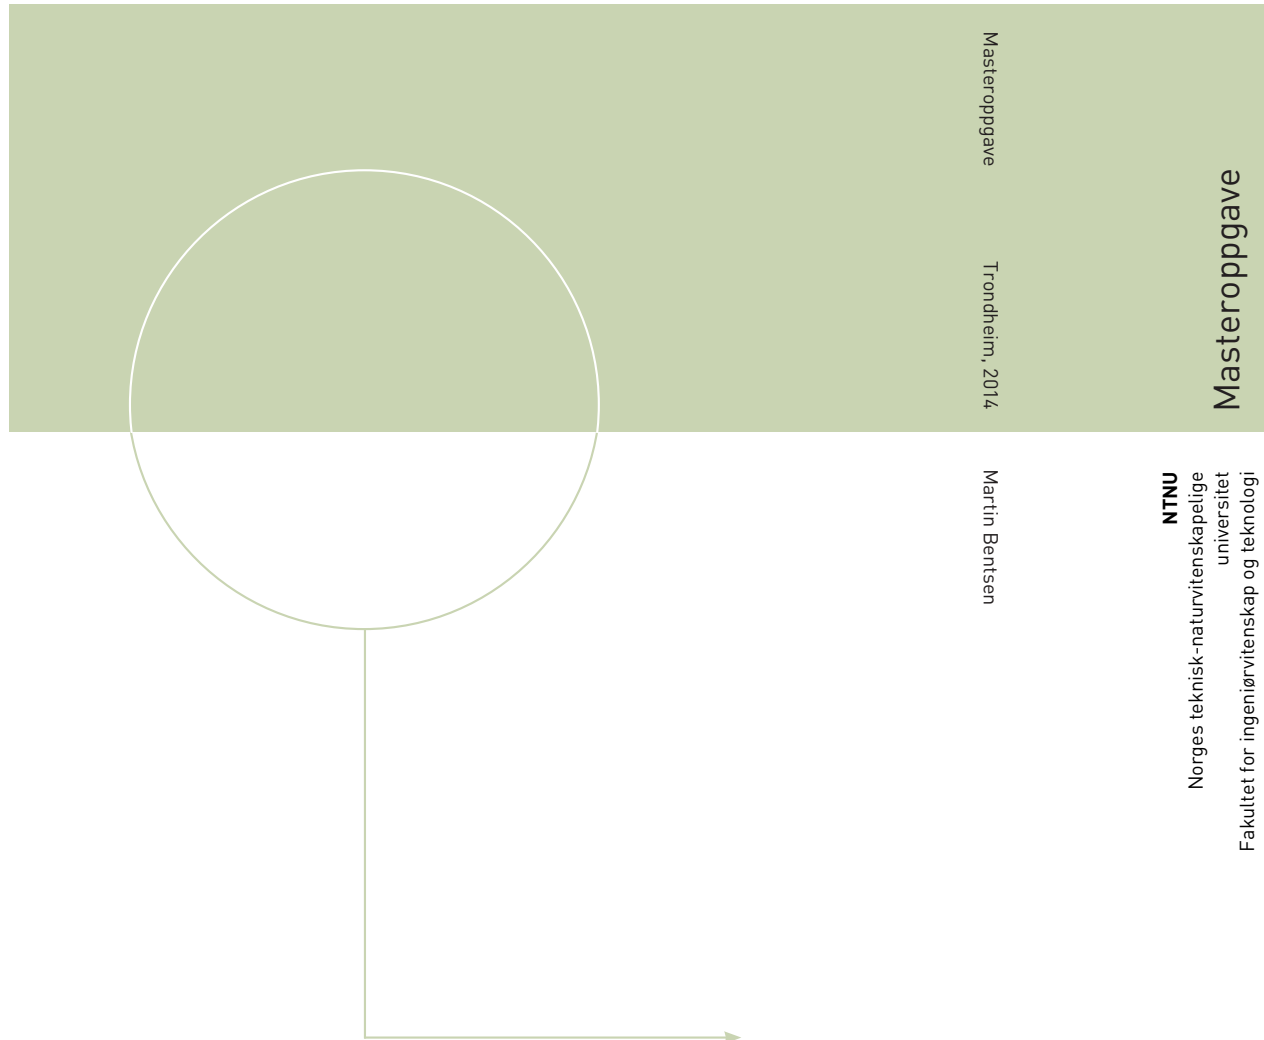 Masteroppgave
Trondheim, 2014
Martin Bentsen
Masteroppgave
NTNU
Norges teknisk-naturvitenskapelige
universitet
Fakultet for ingeniørvitenskap og teknologi